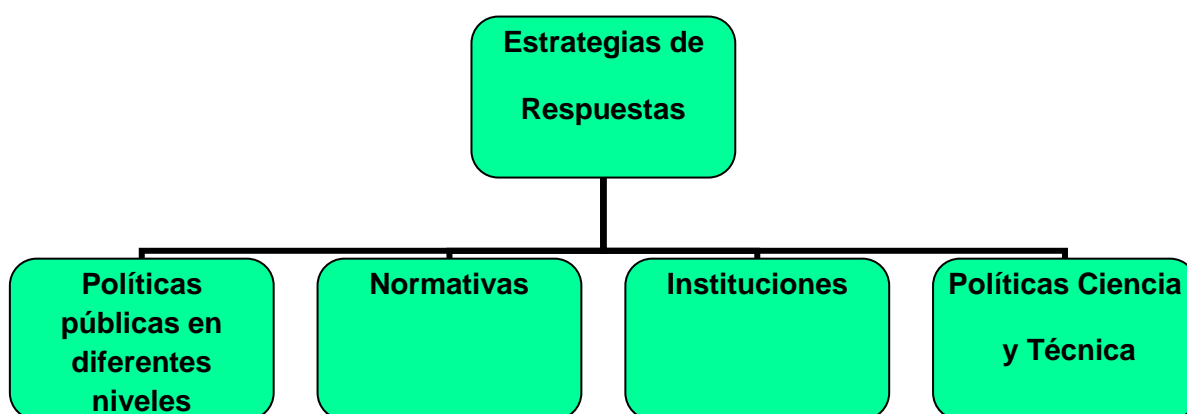 Estrategias de
Respuestas
Políticas
públicas en
diferentes
niveles
Normativas
Instituciones
Políticas Ciencia
y Técnica